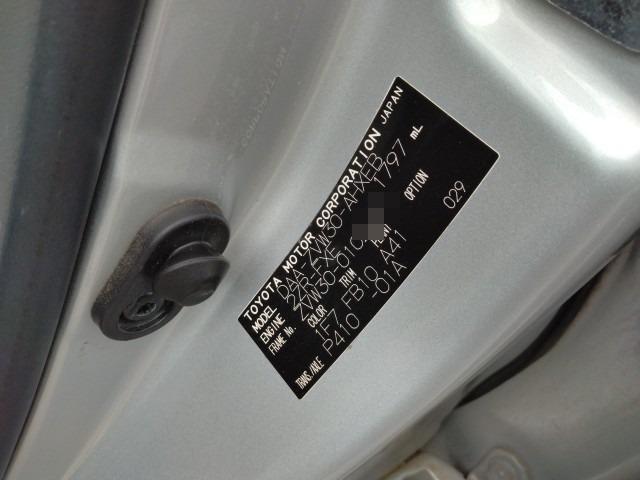 TOYOTA MOTOR CORPORATION JAPAN
MODEL DAA-ZVW30-AHXEB
ENGINE 2ZR-FXE 1797 mL
FRAME No. ZVW30-010
COLOR TRIM OPTION
1F7 FB10 A41 029
TRANS./AXLE P410 -01A